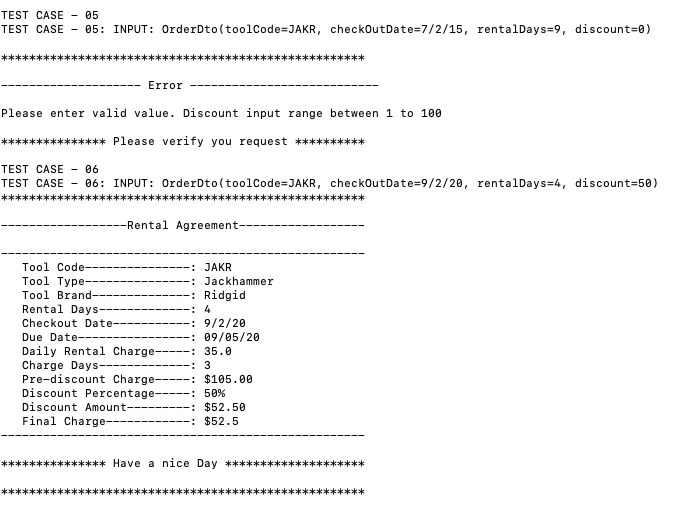 TEST CASE - 05
TEST CASE - 05: INPUT: OrderDto(toolCode=JAKR, checkOutDate=7/2/15, rentalDays=9, discount=0)
****************************************************
-------------------- Error ---------------------------
Please enter valid value. Discount input range between 1 to 100
*************** Please verify you request **********
TEST CASE - 06
TEST CASE - 06: INPUT: OrderDto(toolCode=JAKR, checkOutDate=9/2/20, rentalDays=4, discount=50)
****************************************************
------------------Rental Agreement------------------
----------------------------------------------------
Tool Code---------------: JAKR
Tool Type---------------: Jackhammer
Tool Brand--------------: Ridgid
Rental Days-------------: 4
Checkout Date-----------: 9/2/20
Due Date----------------: 09/05/20
Daily Rental Charge-----: 35.0
Charge Days-------------: 3
Pre-discount Charge-----: $105.00
Discount Percentage-----: 50%
Discount Amount---------: $52.50
Final Charge------------: $52.5
----------------------------------------------------
*************** Have a nice Day ********************
****************************************************